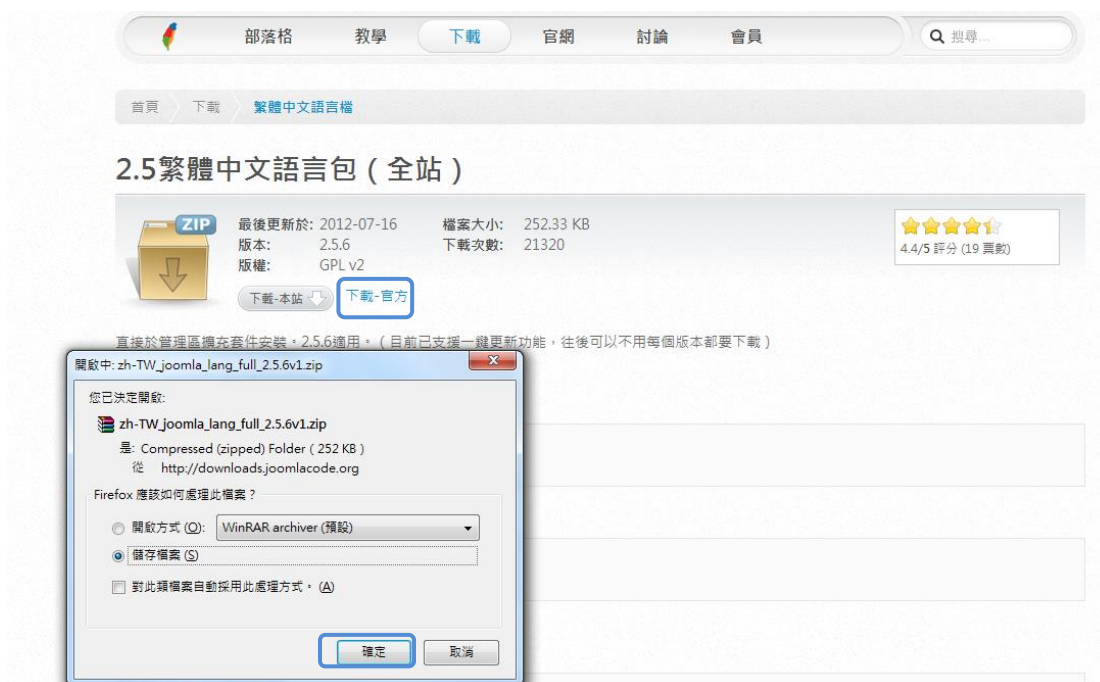 部落格 教學 下載 官網 討論 會員 搜尋...
首頁 下載 繁體中文語言檔
2.5繁體中文語言包(全站)
ZIP
最後更新於: 2012-07-16 檔案大小: 252.33 KB
版本: 2.5.6 下載次數: 21320
版權: GPL v2
下載-本站 下載-官方
4.4/5 評分 (19 票數)
直接於管理區擴充套件安裝。2.5.6適用。(目前已支援一鍵更新功能,往後可以不用每個版本都要下載)
開啟中: zh-TW_joomla_lang_full_2.5.6v1.zip
您已決定開啟:
zh-TW_joomla_lang_full_2.5.6v1.zip
是: Compressed (zipped) Folder ( 252 KB )
從 http://downloads.joomlacode.org
Firefox 應該如何處理此檔案?
開啟方式 (O): WinRAR archiver (預設)
儲存檔案 (S)
對此類檔案自動採用此處理方式。(A)
確定 取消